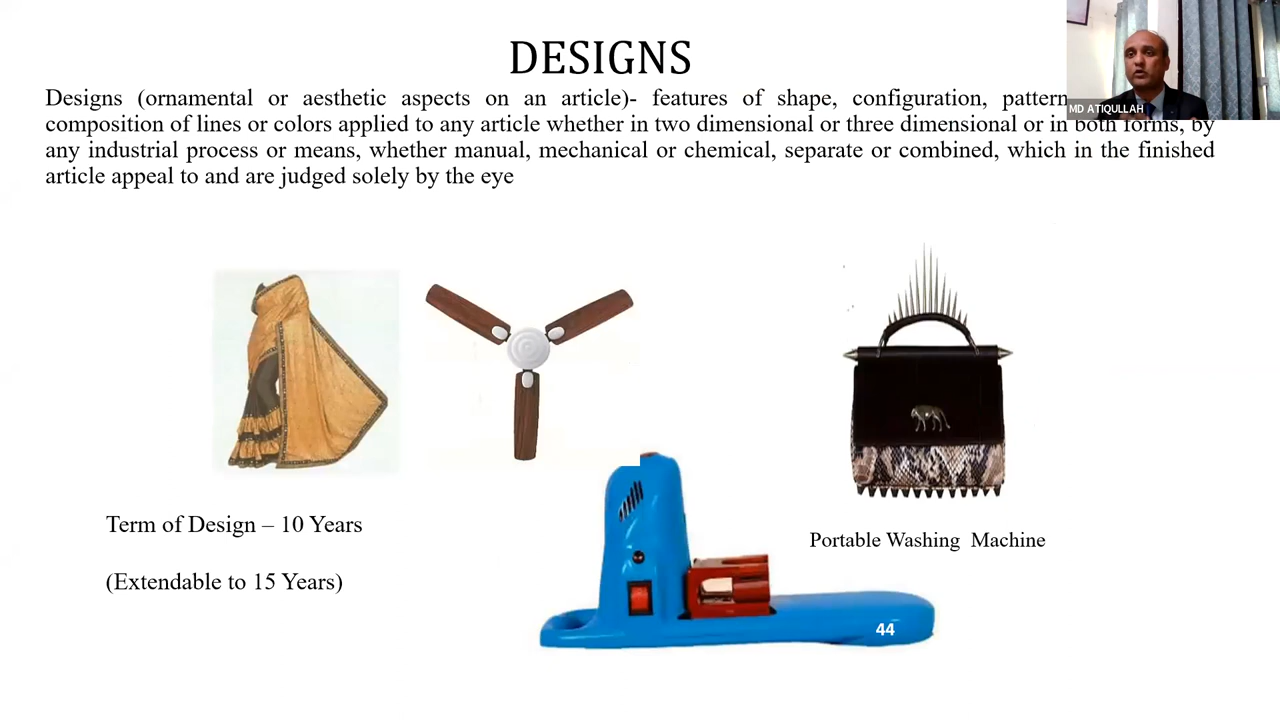 DESIGNS
Designs (ornamental or aesthetic aspects on an article)- features of shape, configuration, pattern
MD ATIQULLAH
composition of lines or colors applied to any article whether in two dimensional or three dimensional or in both forms, by
any industrial process or means, whether manual, mechanical or chemical, separate or combined, which in the finished
article appeal to and are judged solely by the eye
Term of Design – 10 Years
(Extendable to 15 Years)
Portable Washing Machine
44